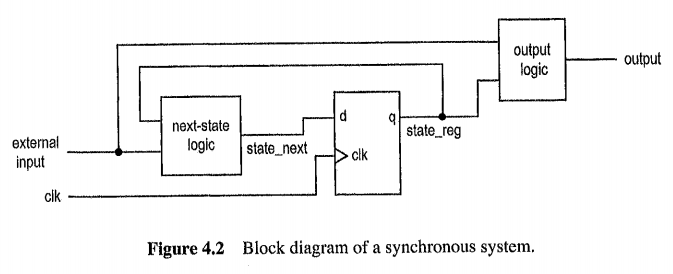 output
logic
output
next-state
logic
d
q
state_reg
external
input
state_next
clk
clk
Figure 4.2 Block diagram of a synchronous system.